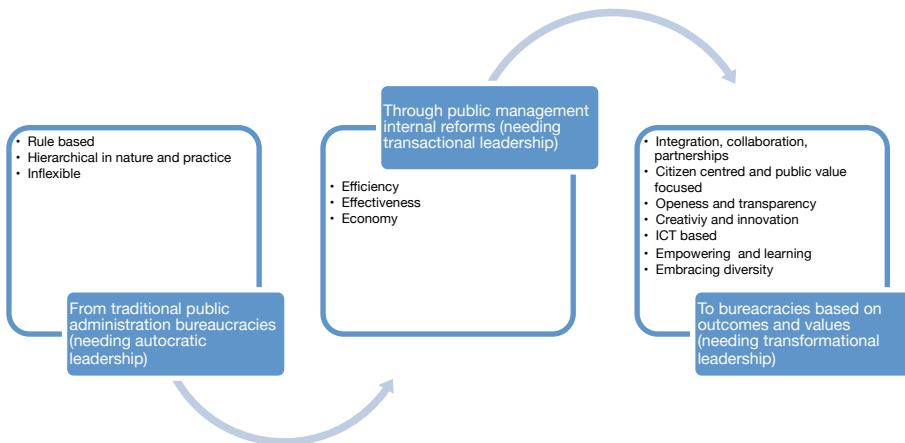 • Rule based
• Hierarchical in nature and practice
• Inflexible
From traditional public
administration bureaucracies
(needing autocratic
leadership)
Through public management
internal reforms (needing
transactional leadership)
• Efficiency
• Effectiveness
• Economy
• Integration, collaboration,
partnerships
• Citizen centred and public value
focused
• Openess and transparency
• Creativiy and innovation
• ICT based
• Empowering and learning
• Embracing diversity
To bureacracies based on
outcomes and values
(needing transformational
leadership)